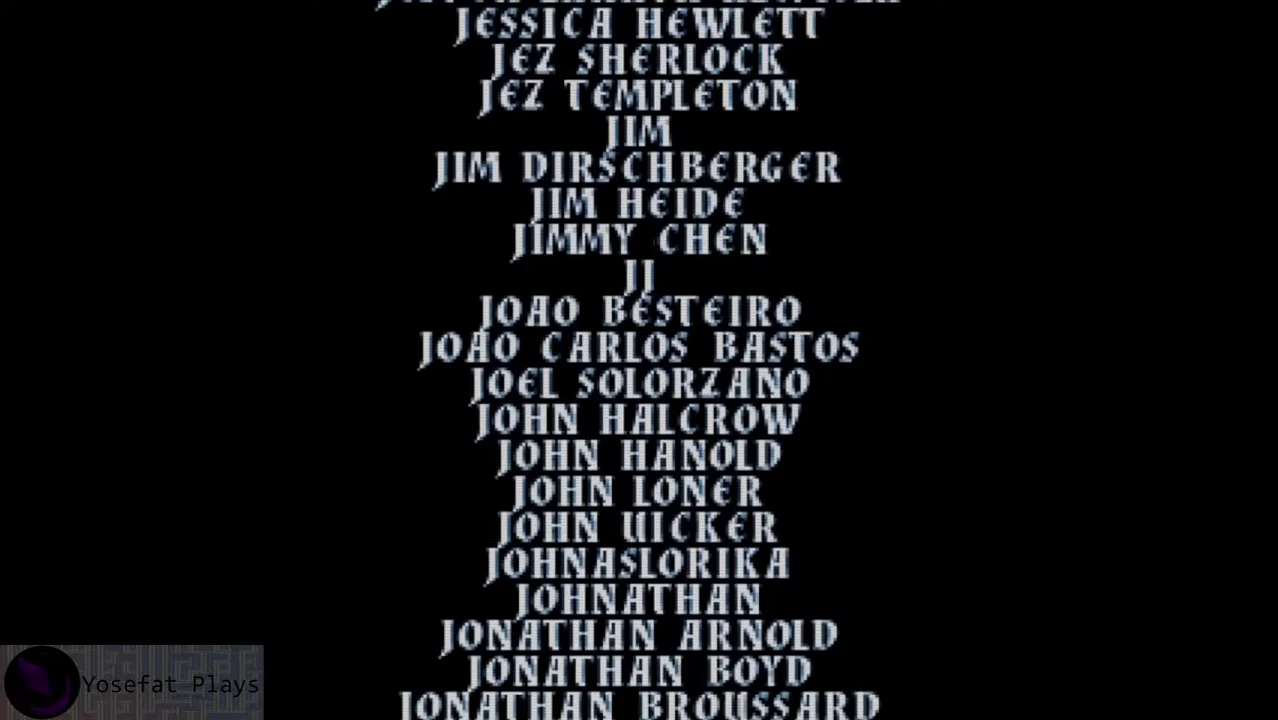 JESSICA HEWLETT
JEZ SHERLOCK
JEZ TEMPLETON
JIM
JIM DIRSCHBERGER
JIM HEIDE
JIMMY CHEN
JJ
JOAO BESTEIRO
JOAO CARLOS BASTOS
JOEL SOLORZANO
JOHN HALCROW
JOHN HANOLD
JOHN LONER
JOHN VICKER
JOHNASLORIKA
JOHNATHAN
JONATHAN ARNOLD
JONATHAN BOYD
JONATHAN BROUSSARD
Yosefat Plays